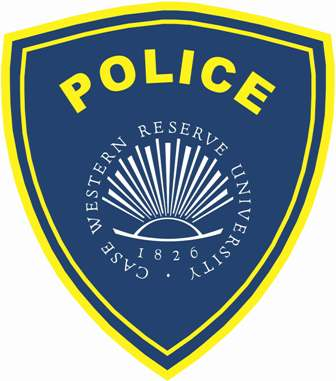 POLICE
CASE WESTERN RESERVE UNIVERSITY ·
1826